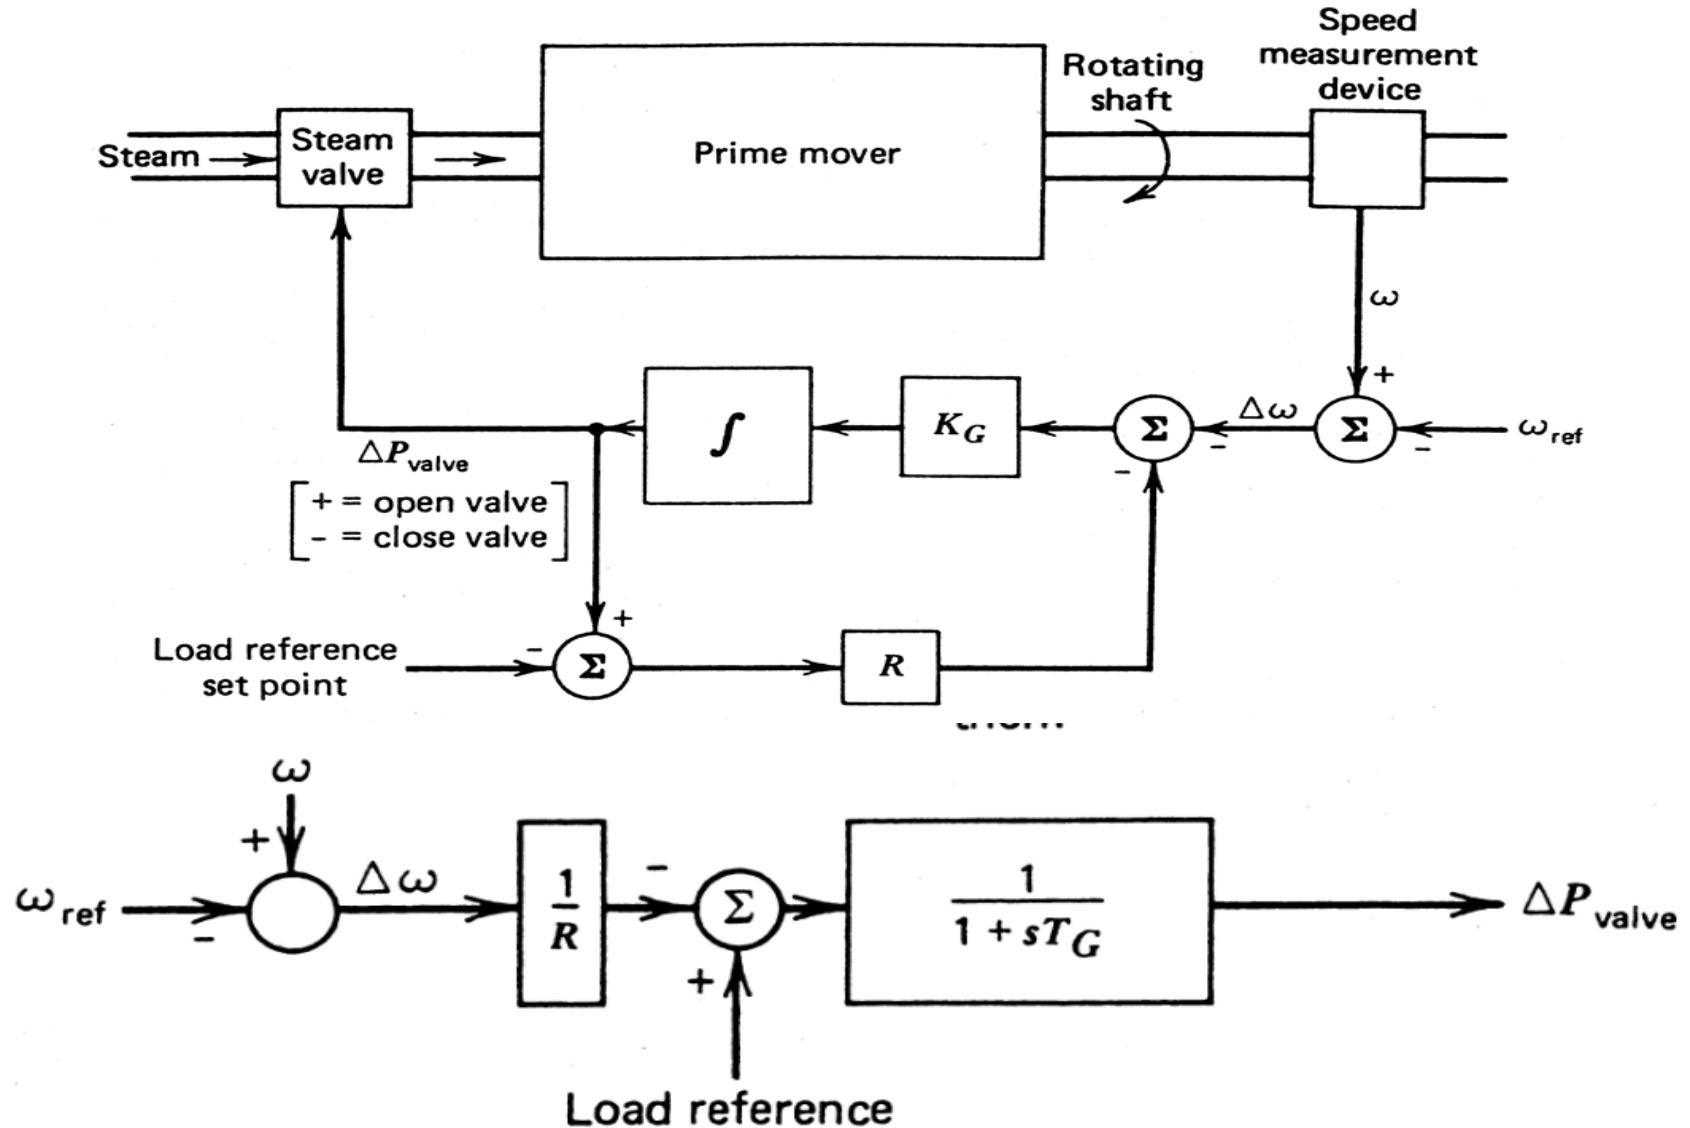 Speed
measurement
device
Rotating
shaft
Steam
Steam
valve
Prime mover
ω
+
∫
K_G
Σ
Δω
Σ
ω_ref
-
-
-
ΔP_valve
[+ = open valve
- = close valve]
+
Load reference
set point
-
Σ
R
ω
+
ω_ref
-
Δω
1
R
-
Σ
+
1
1 + sT_G
ΔP_valve
Load reference